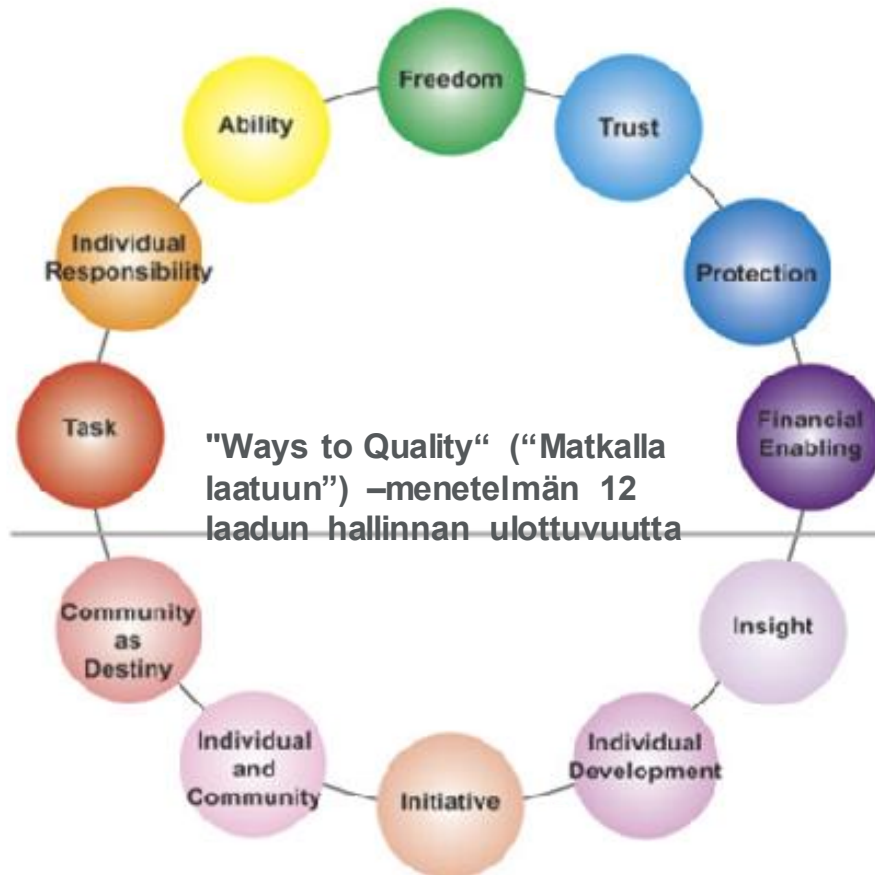 Freedom
Ability
Trust
Individual
Responsibility
Protection
Task
Financial
Enabling
"Ways to Quality“ (“Matkalla
laatuun”) –menetelmän 12
laadun hallinnan ulottuvuutta
Community
as
Destiny
Insight
Individual
and
Community
Individual
Development
Initiative